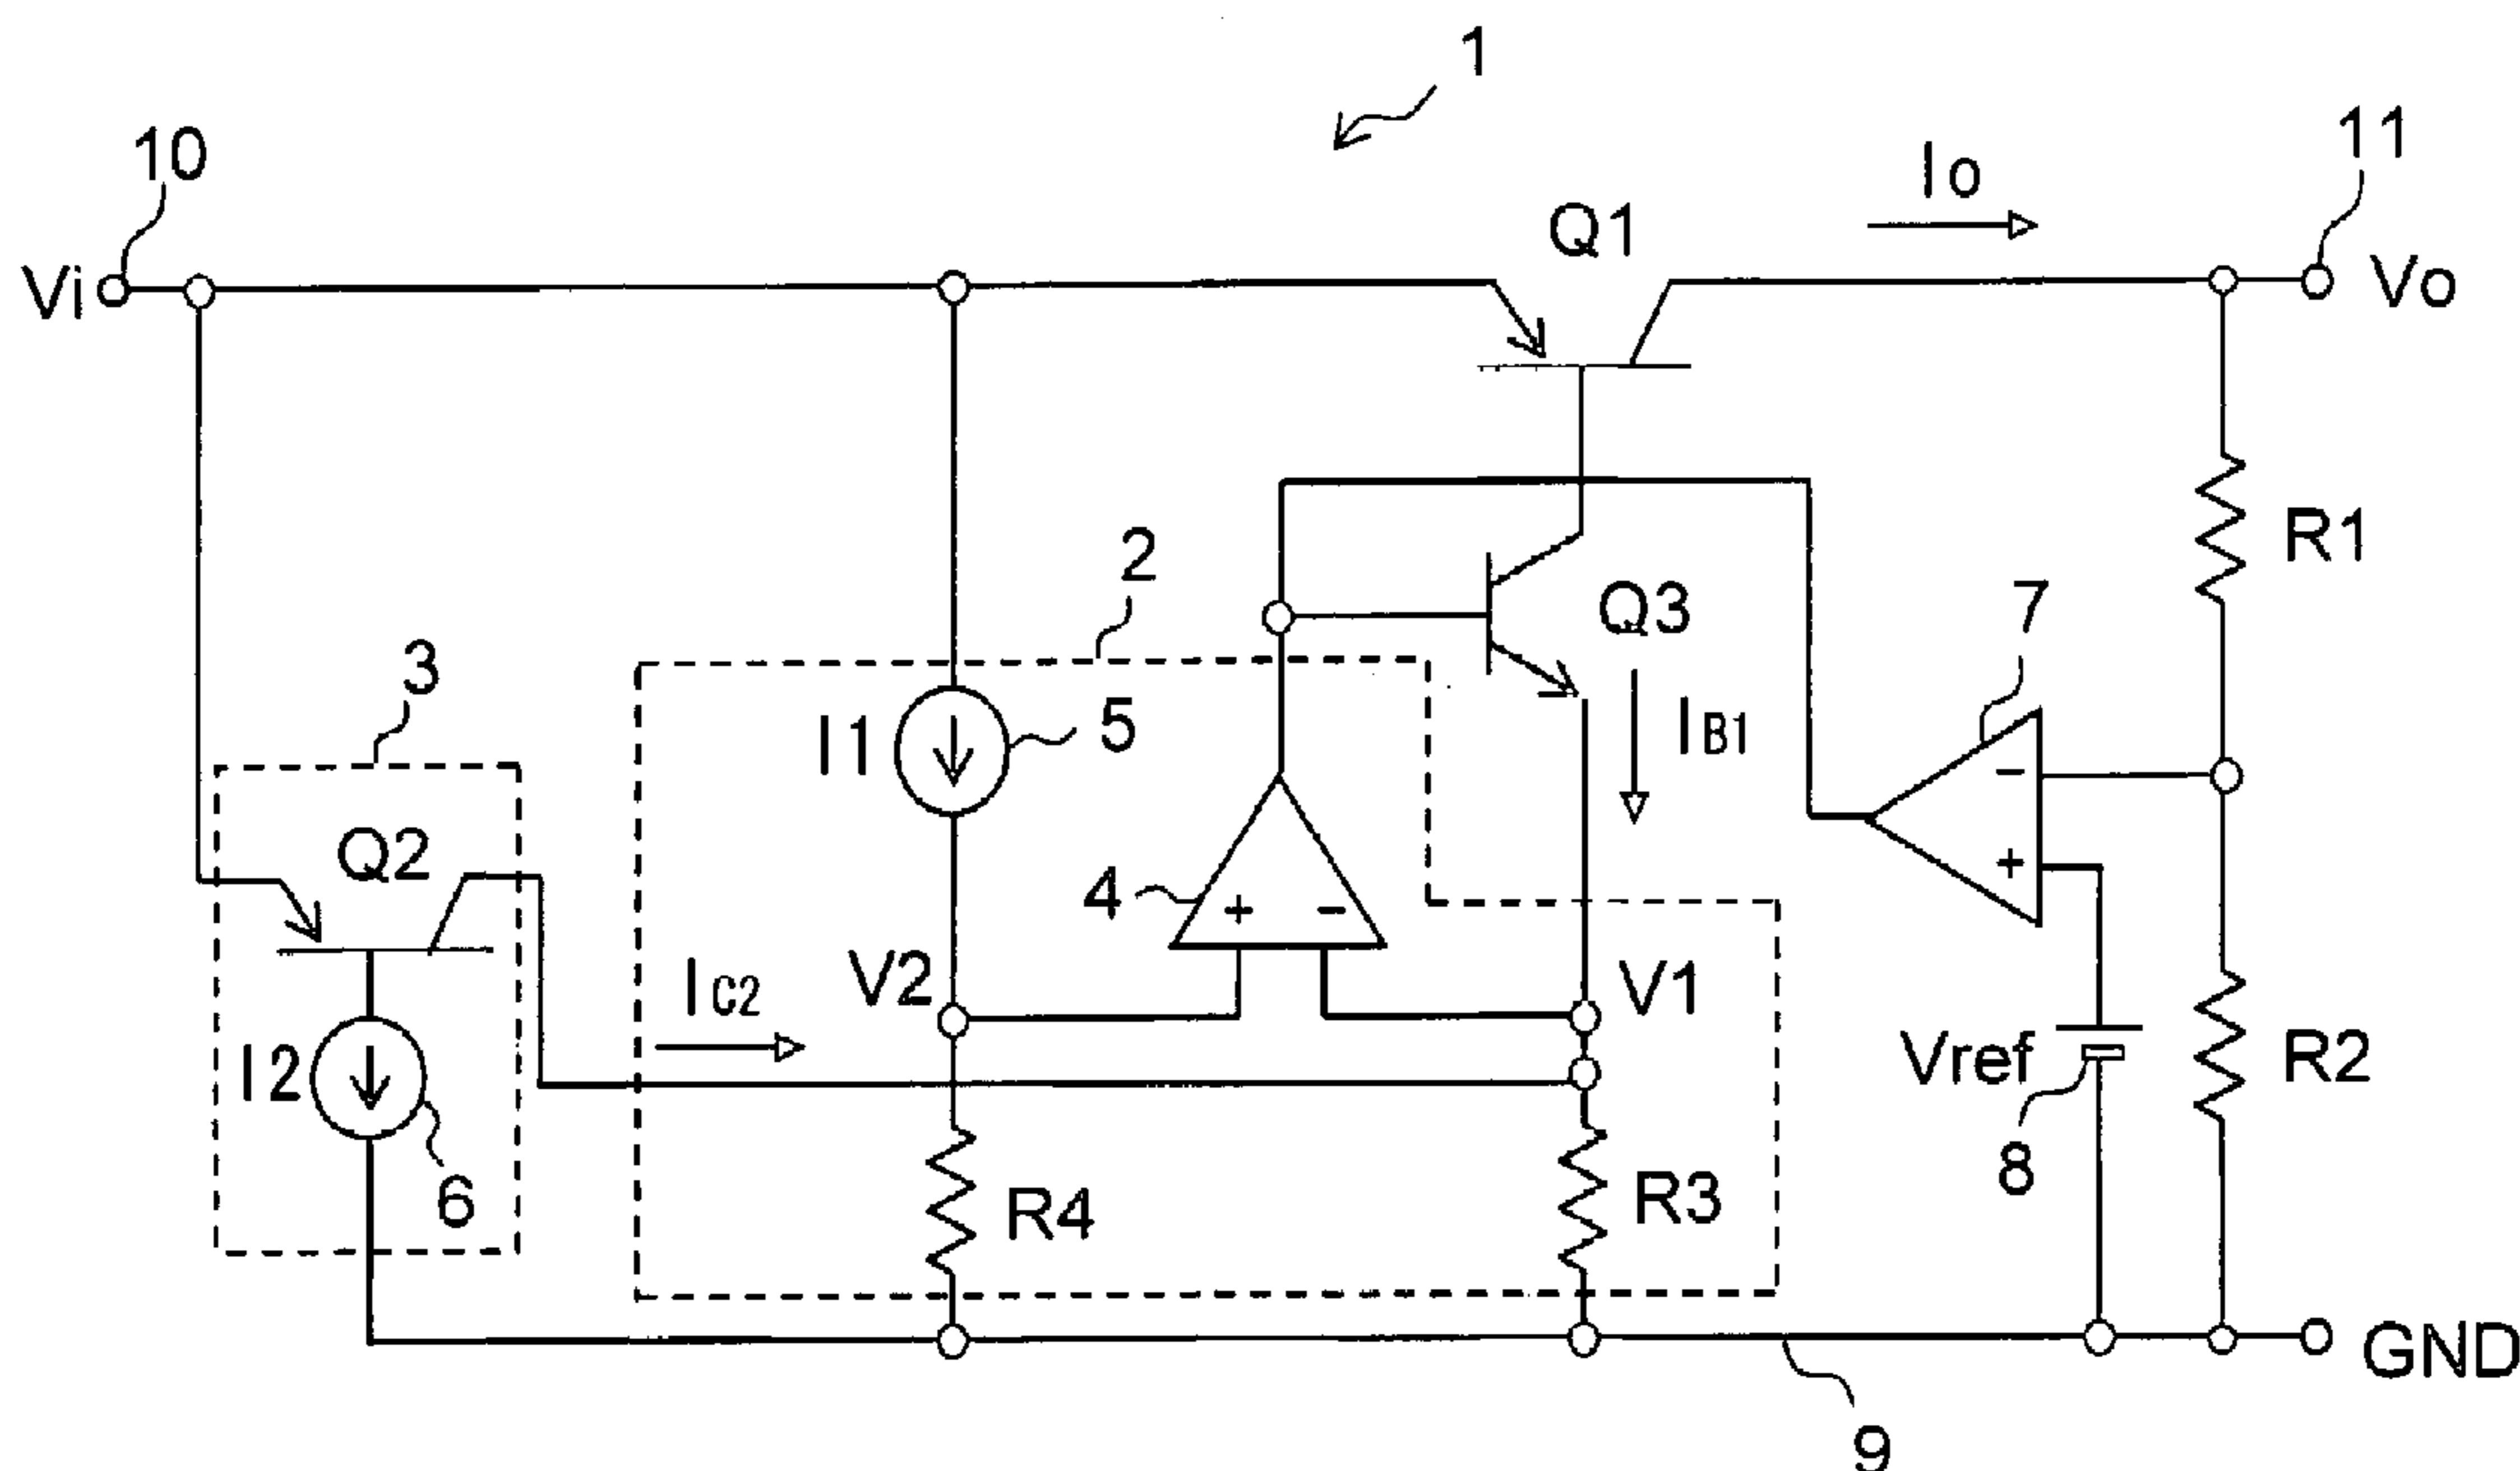 1
10
11
Io
Q1
Vi
Vo
R1
2
Q3
7
3
I1
5
IB1
−
Q2
+
4
+ −
V2
V1
IC2
I2
Vref
R2
8
6
R4
R3
GND
9